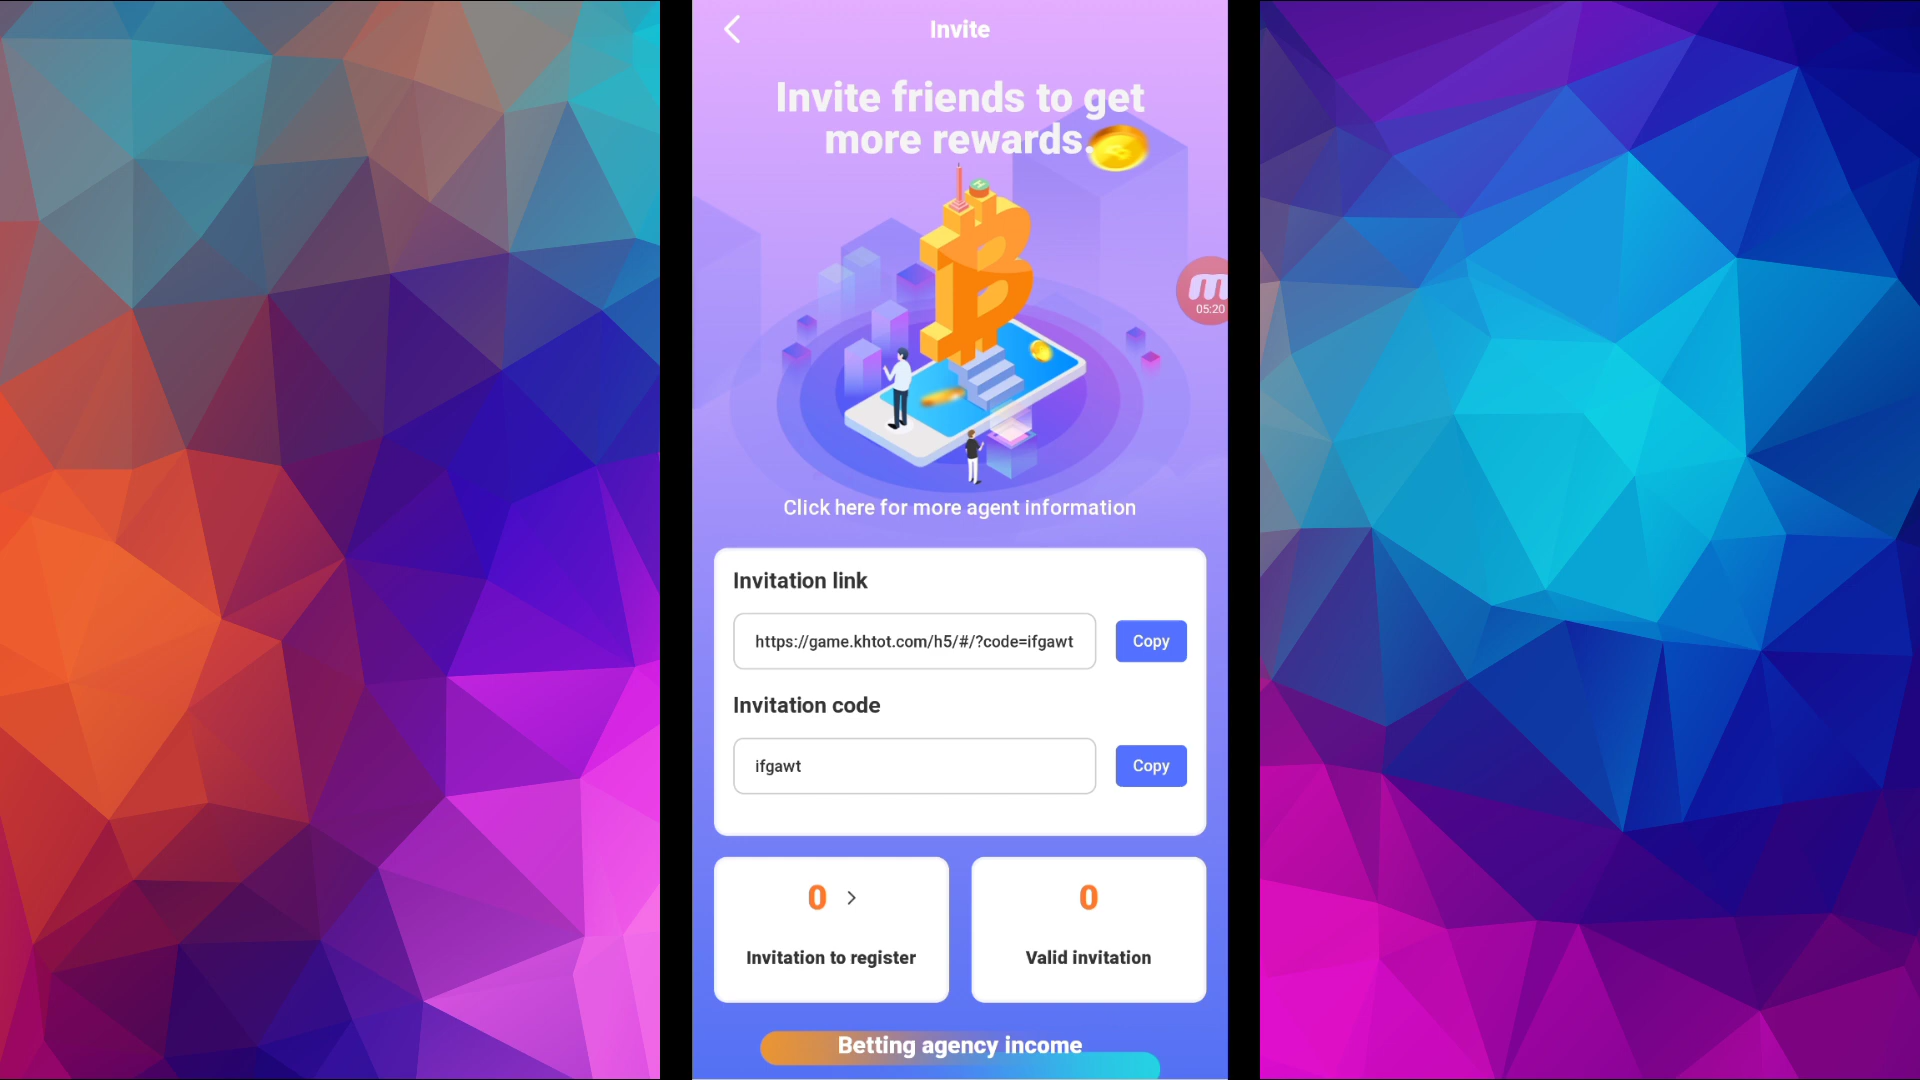 Invite
Invite friends to get
more rewards.
05:20
Click here for more agent information
Invitation link
https://game.khtot.com/h5/#/?code=ifgawt
Copy
Invitation code
ifgawt
Copy
0
Invitation to register
0
Valid invitation
Betting agency income